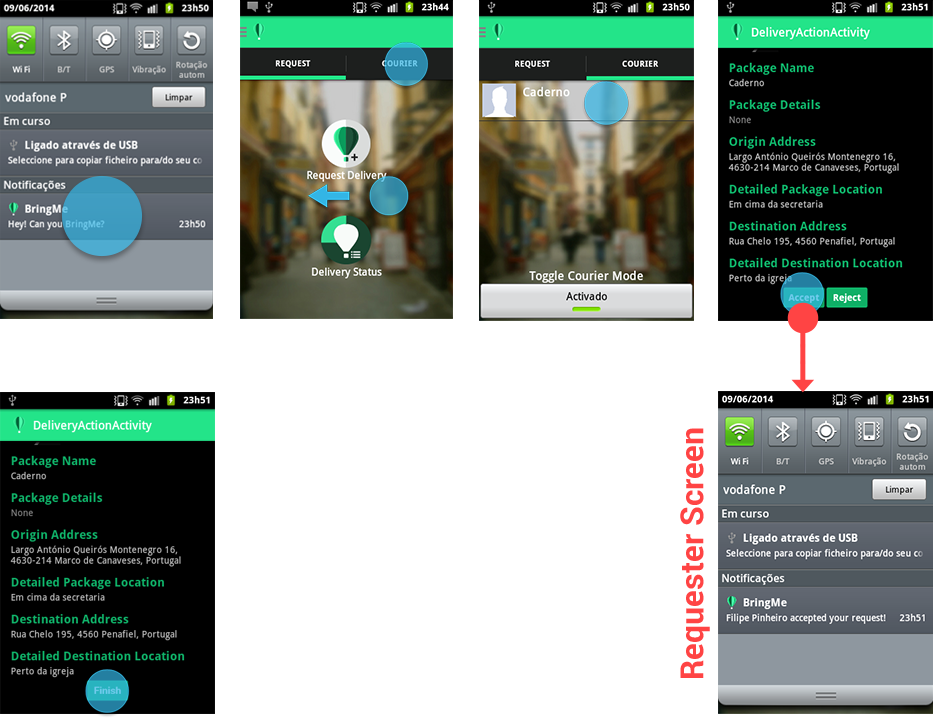 09/06/2014 23h50
Wi Fi B/T GPS Vibração Rotação autom
vodafone P Limpar
Em curso
Ligado através de USB
Seleccione para copiar ficheiro para/do seu co
Notificações
BringMe
Hey! Can you BringMe? 23h50
23h44
REQUEST COURIER
Request Delivery
Delivery Status
23h50
REQUEST COURIER
Caderno
Toggle Courier Mode
Activado
23h51
DeliveryActionActivity
Package Name
Caderno
Package Details
None
Origin Address
Largo António Queirós Montenegro 16,
4630-214 Marco de Canaveses, Portugal
Detailed Package Location
Em cima da secretaria
Destination Address
Rua Chelo 195, 4560 Penafiel, Portugal
Detailed Destination Location
Perto da igreja
Accept Reject
23h51
DeliveryActionActivity
Package Name
Caderno
Package Details
None
Origin Address
Largo António Queirós Montenegro 16,
4630-214 Marco de Canaveses, Portugal
Detailed Package Location
Em cima da secretaria
Destination Address
Rua Chelo 195, 4560 Penafiel, Portugal
Detailed Destination Location
Perto da igreja
Finish
Requester Screen
09/06/2014 23h51
Wi Fi B/T GPS Vibração Rotação autom
vodafone P Limpar
Em curso
Ligado através de USB
Seleccione para copiar ficheiro para/do seu co
Notificações
BringMe
Filipe Pinheiro accepted your request! 23h51